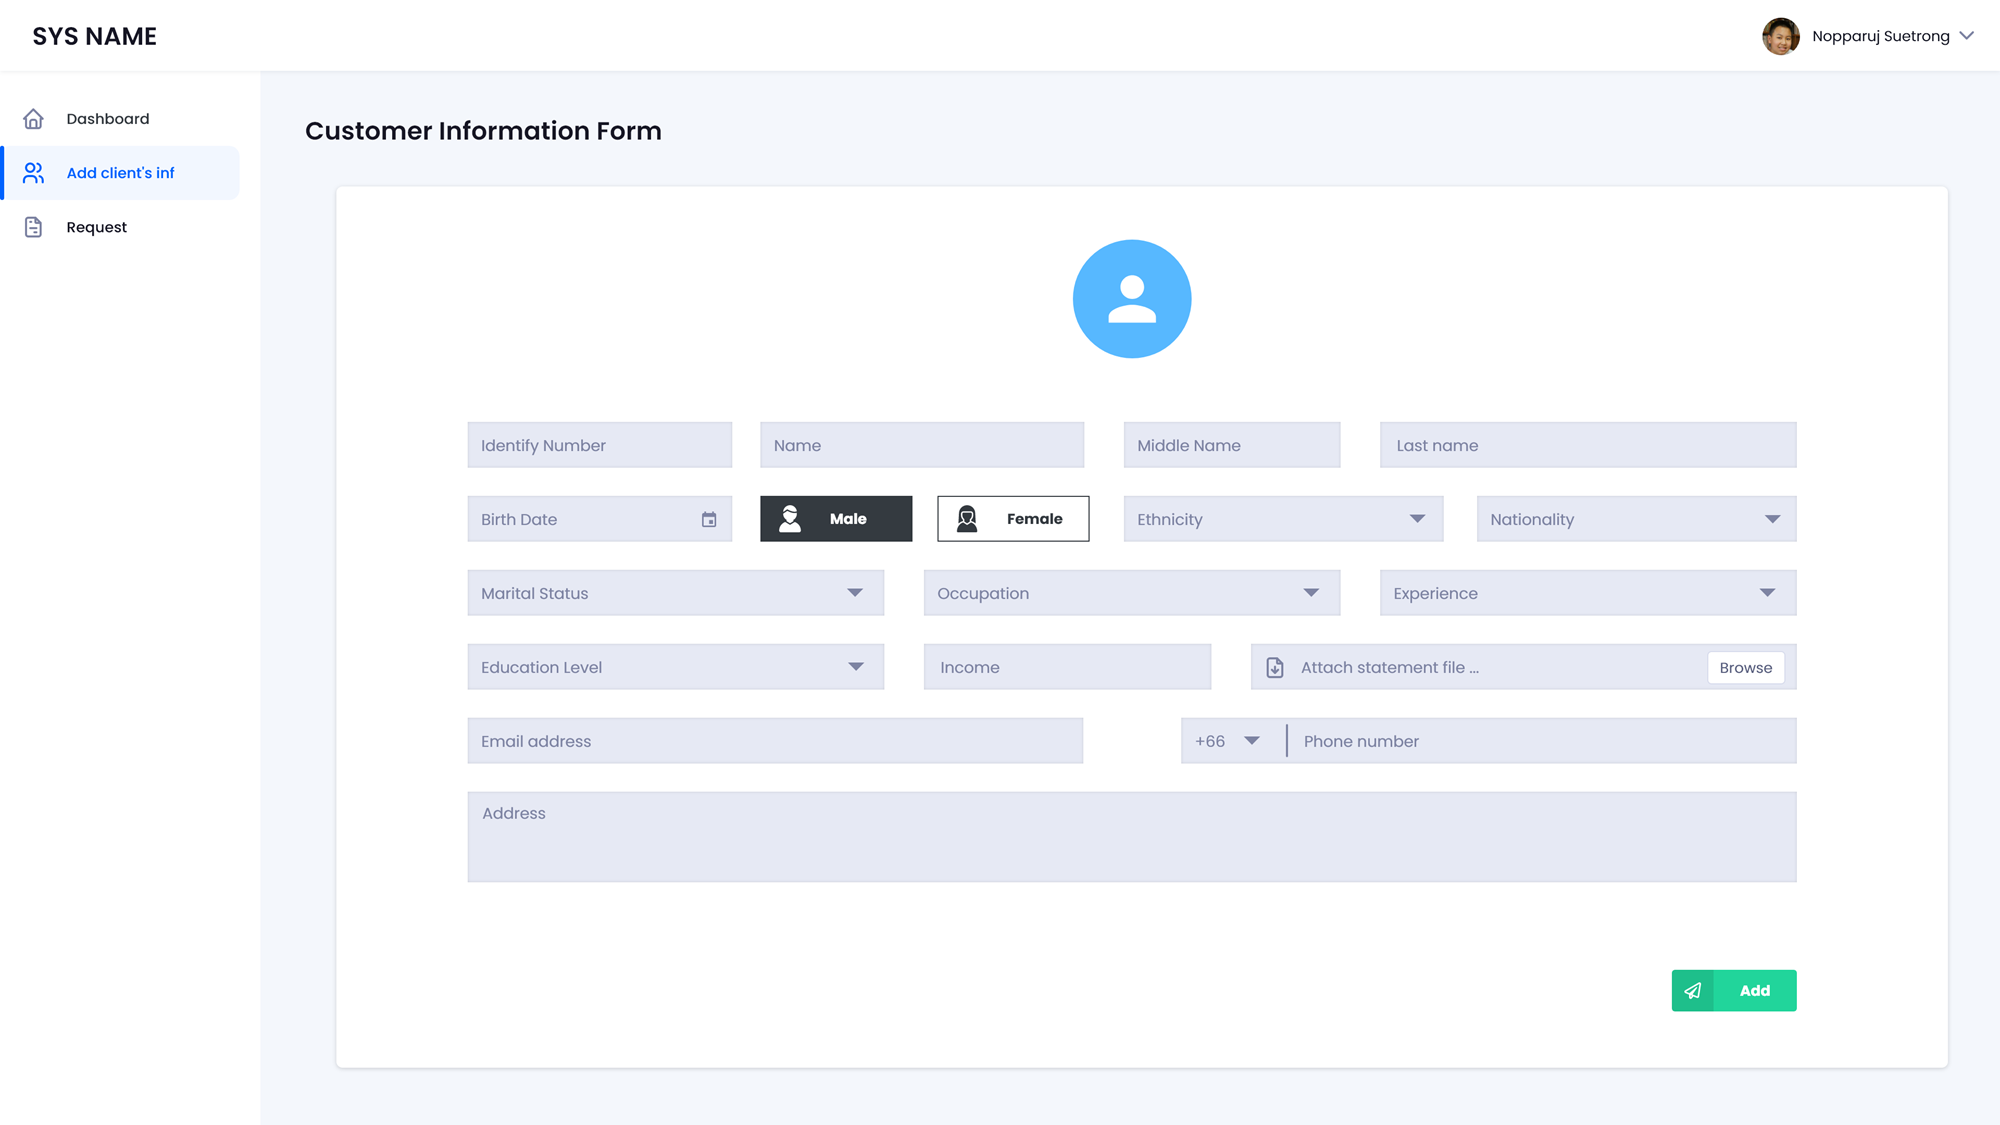 SYS NAME
Nopparuj Suetrong
Dashboard
Add client's inf
Request
Customer Information Form
Identify Number
Name
Middle Name
Last name
Birth Date
Male
Female
Ethnicity
Nationality
Marital Status
Occupation
Experience
Education Level
Income
Attach statement file ...
Browse
Email address
+66
Phone number
Address
Add